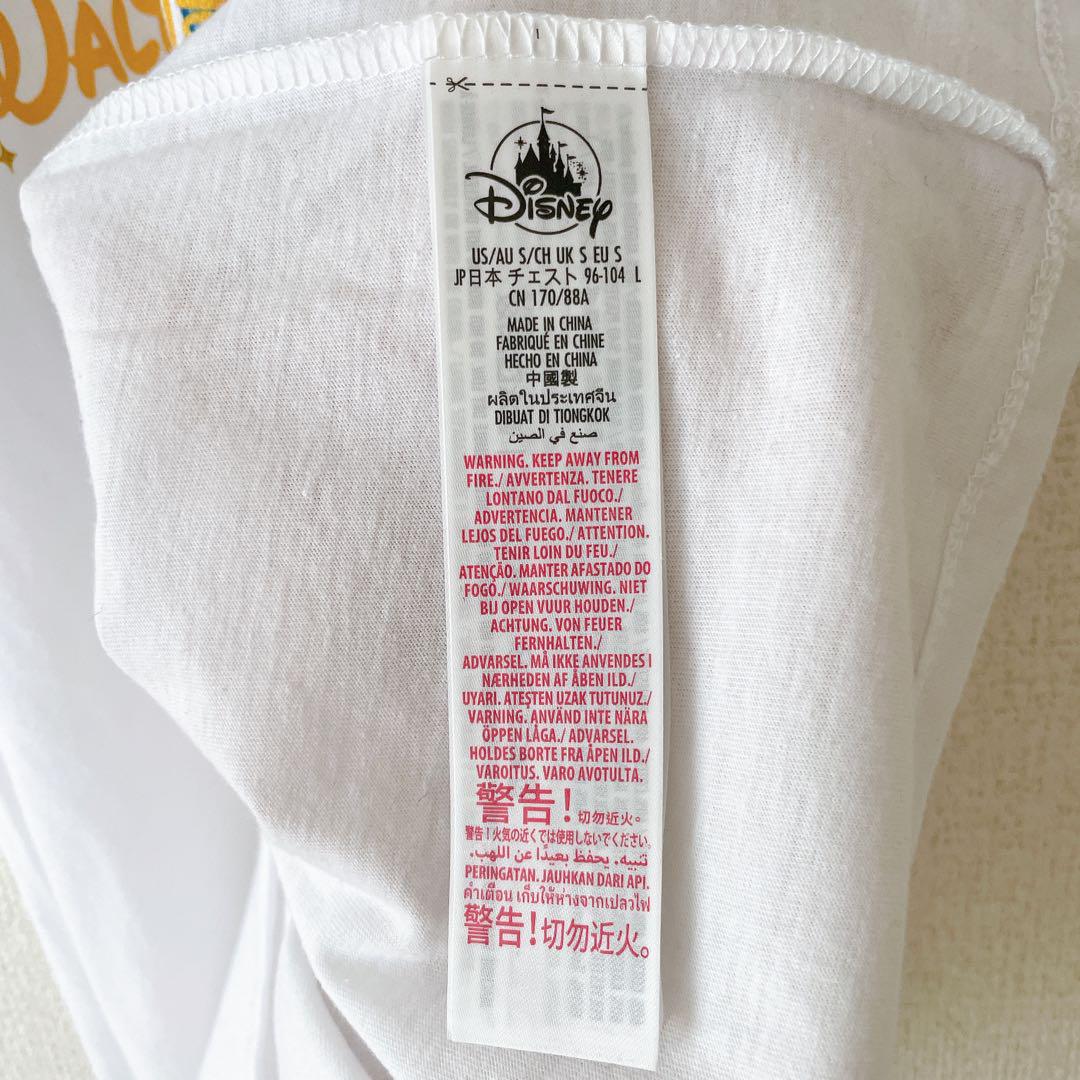 WALT
DISNEY
US/AU S/CH UK S EU S
JP日本 チェスト 96-104 L
CN 170/88A
MADE IN CHINA
FABRIQUÉ EN CHINE
HECHO EN CHINA
中國製
ผลิตในประเทศจีน
DIBUAT DI TIONGKOK
صنع في الصين
WARNING. KEEP AWAY FROM
FIRE./ AVVERTENZA. TENERE
LONTANO DAL FUOCO./
ADVERTENCIA. MANTENER
LEJOS DEL FUEGO./ ATTENTION.
TENIR LOIN DU FEU./
ATENÇÃO. MANTER AFASTADO DO
FOGO./ WAARSCHUWING. NIET
BIJ OPEN VUUR HOUDEN./
ACHTUNG. VON FEUER
FERNHALTEN./
ADVARSEL. MÅ IKKE ANVENDES I
NÆRHEDEN AF ÅBEN ILD./
UYARI. ATEŞTEN UZAK TUTUNUZ./
VARNING. ANVÄND INTE NÄRA
ÖPPEN LÅGA./ ADVARSEL.
HOLDES BORTE FRA ÅPEN ILD./
VAROITUS. VARO AVOTULTA.
警告! 切勿近火。
警告！火気の近くでは使用しないでください。
تنبيه. يحفظ بعيدًا عن اللهب.
PERINGATAN. JAUHKAN DARI API.
คำเตือน เก็บให้ห่างจากเปลวไฟ
警告!切勿近火。